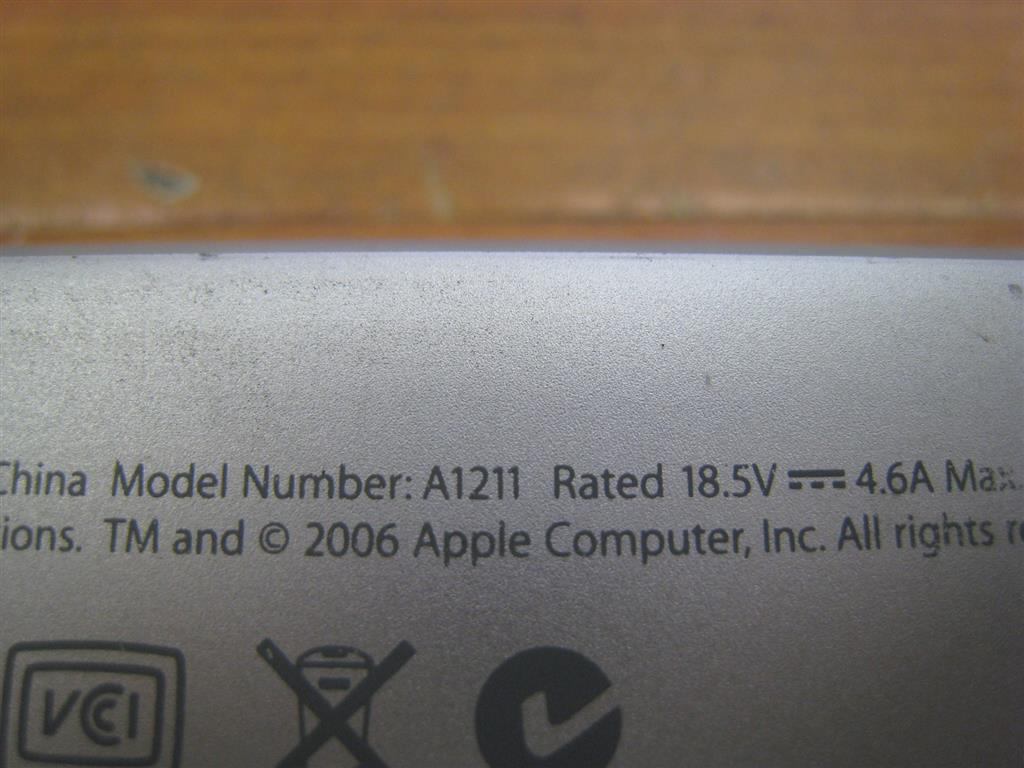 China Model Number: A1211 Rated 18.5V 4.6A Max.
ions. TM and © 2006 Apple Computer, Inc. All rights re
VCCI